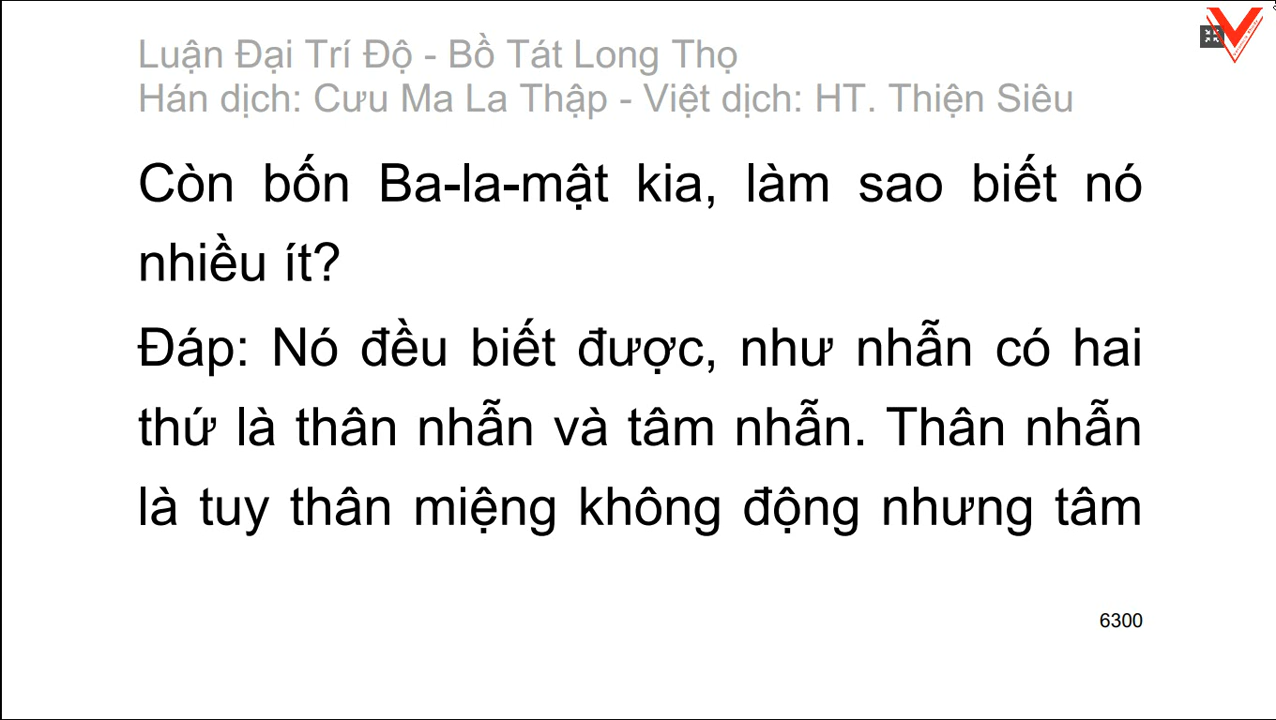 Luận Đại Trí Độ - Bồ Tát Long Thọ
Hán dịch: Cưu Ma La Thập - Việt dịch: HT. Thiện Siêu
Còn bốn Ba-la-mật kia, làm sao biết nó
nhiều ít?
Đáp: Nó đều biết được, như nhẫn có hai
thứ là thân nhẫn và tâm nhẫn. Thân nhẫn
là tuy thân miệng không động nhưng tâm
6300